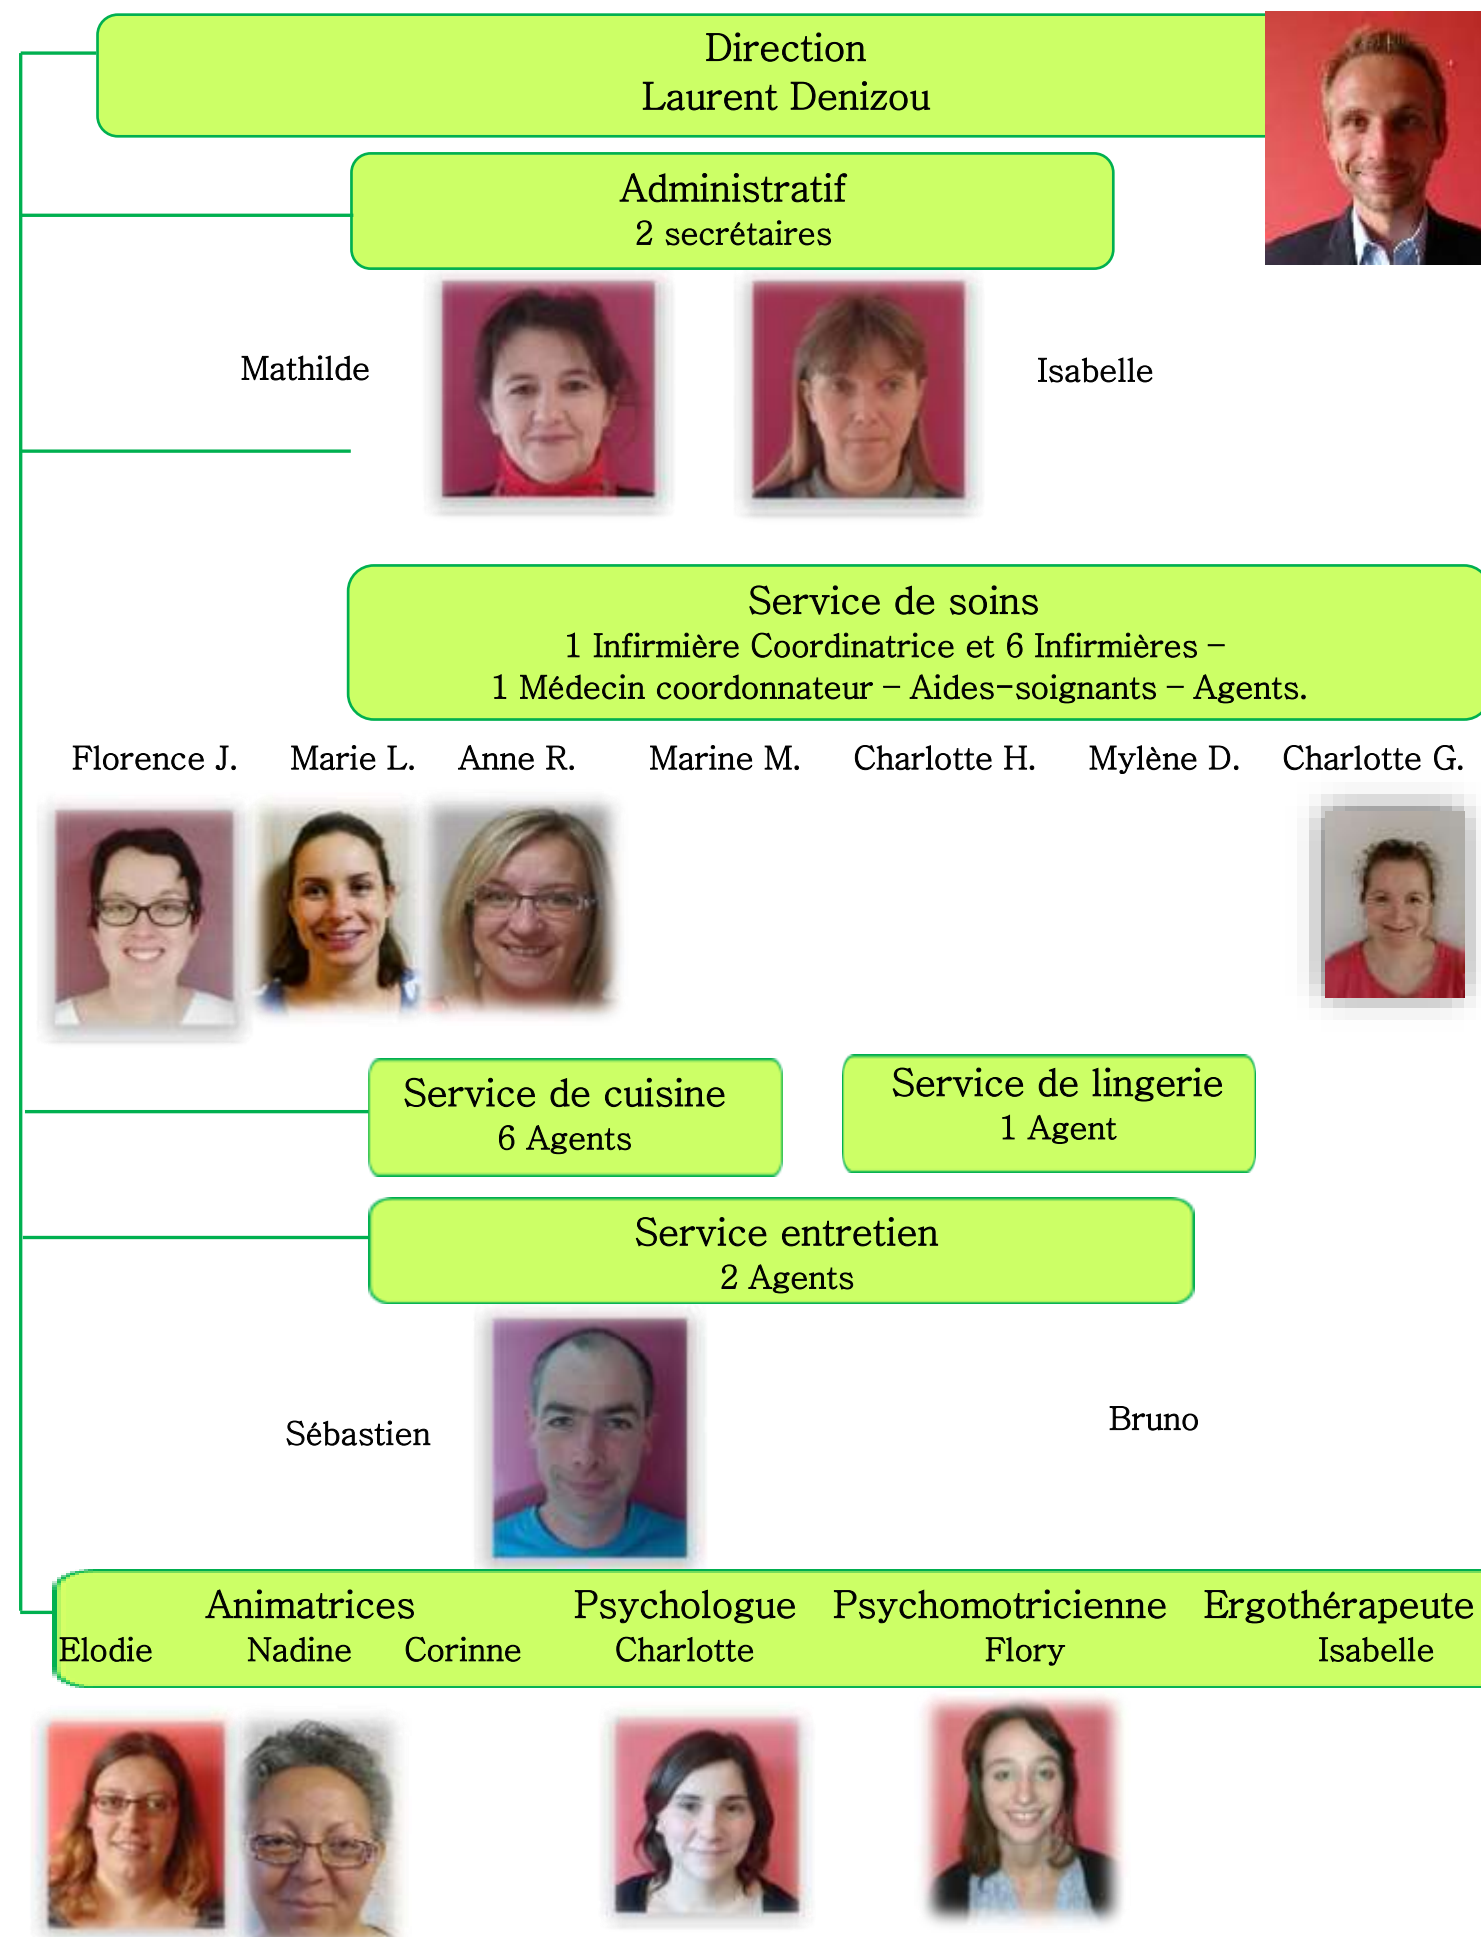 Direction
Laurent Denizou
Administratif
2 secrétaires
Mathilde
Isabelle
Service de soins
1 Infirmière Coordinatrice et 6 Infirmières –
1 Médecin coordonnateur – Aides-soignants – Agents.
Florence J. Marie L. Anne R. Marine M. Charlotte H. Mylène D. Charlotte G.
Service de cuisine
6 Agents
Service de lingerie
1 Agent
Service entretien
2 Agents
Sébastien
Bruno
Animatrices Psychologue Psychomotricienne Ergothérapeute
Elodie Nadine Corinne Charlotte Flory Isabelle